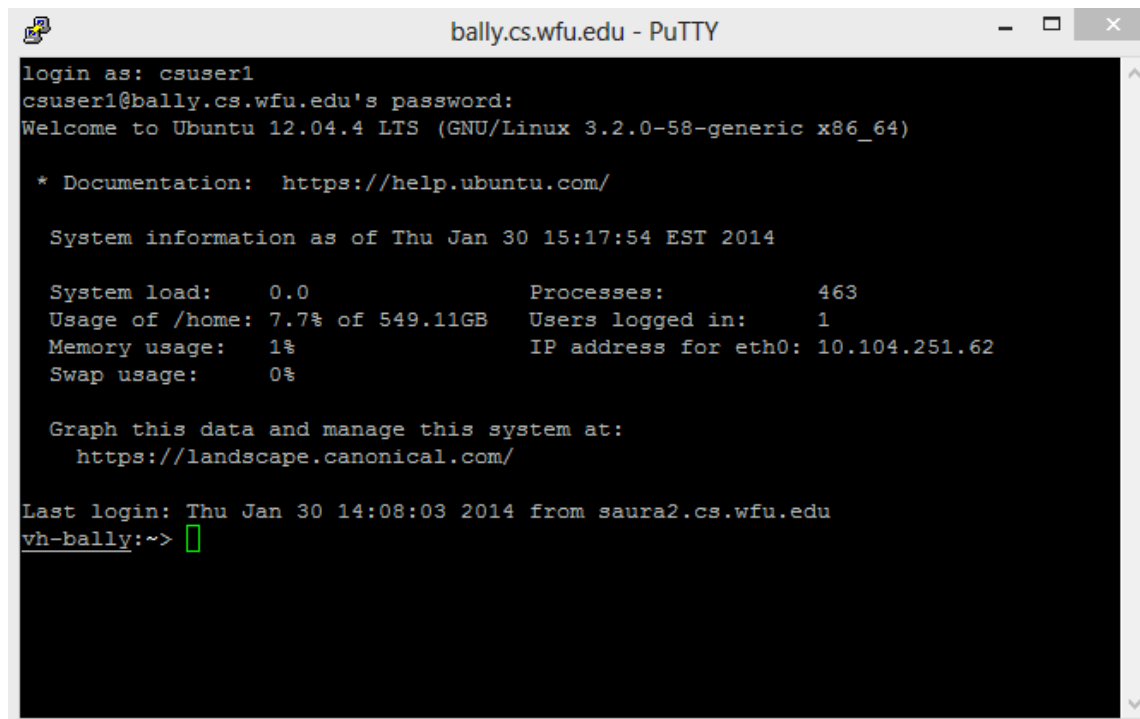 bally.cs.wfu.edu - PuTTY
login as: csuser1
csuser1@bally.cs.wfu.edu's password:
Welcome to Ubuntu 12.04.4 LTS (GNU/Linux 3.2.0-58-generic x86_64)
* Documentation:  https://help.ubuntu.com/
System information as of Thu Jan 30 15:17:54 EST 2014
System load:    0.0                Processes:           463
Usage of /home: 7.7% of 549.11GB   Users logged in:     1
Memory usage:   1%                 IP address for eth0: 10.104.251.62
Swap usage:     0%
Graph this data and manage this system at:
https://landscape.canonical.com/
Last login: Thu Jan 30 14:08:03 2014 from saura2.cs.wfu.edu
vh-bally:~>